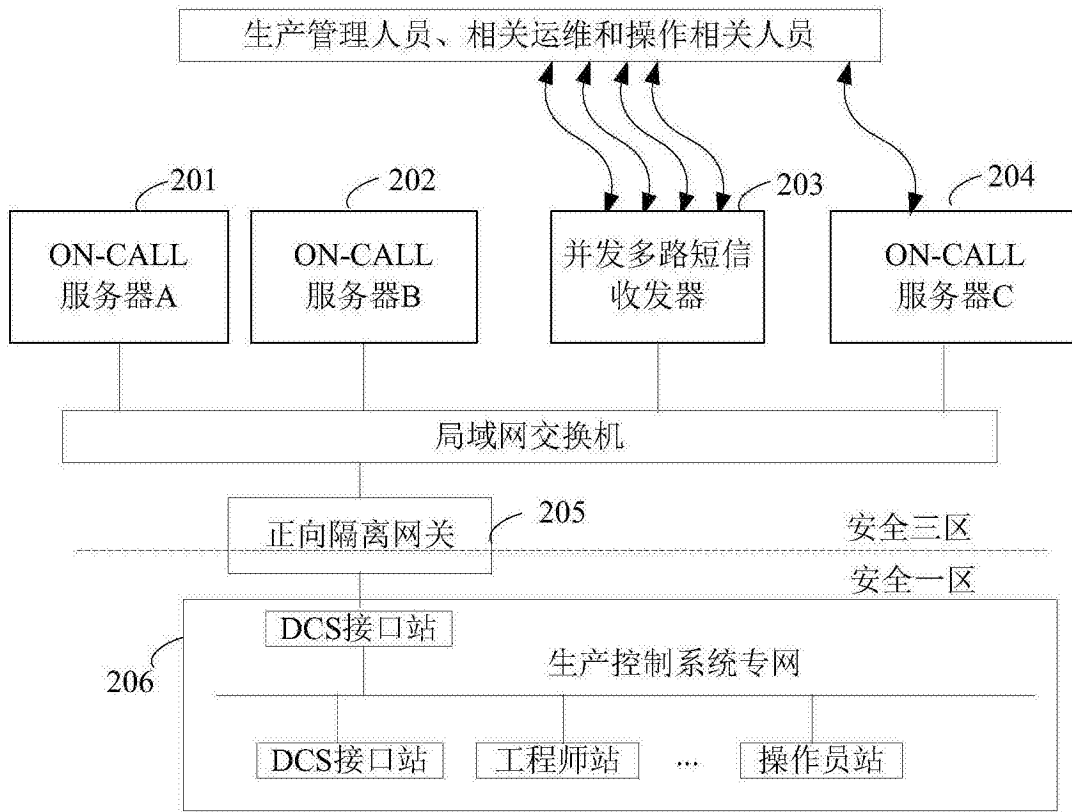 生产管理人员、相关运维和操作相关人员
201
202
203
204
ON-CALL
服务器A
ON-CALL
服务器B
并发多路短信
收发器
ON-CALL
服务器C
局域网交换机
正向隔离网关
205
安全三区
安全一区
206
DCS接口站
生产控制系统专网
DCS接口站
工程师站
...
操作员站